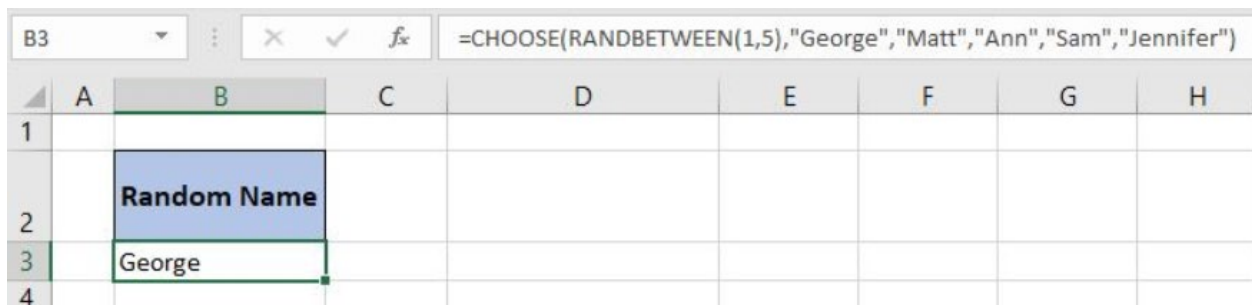 B3 fx =CHOOSE(RANDBETWEEN(1,5),"George","Matt","Ann","Sam","Jennifer")
A B C D E F G H
1
2 Random Name
3 George
4